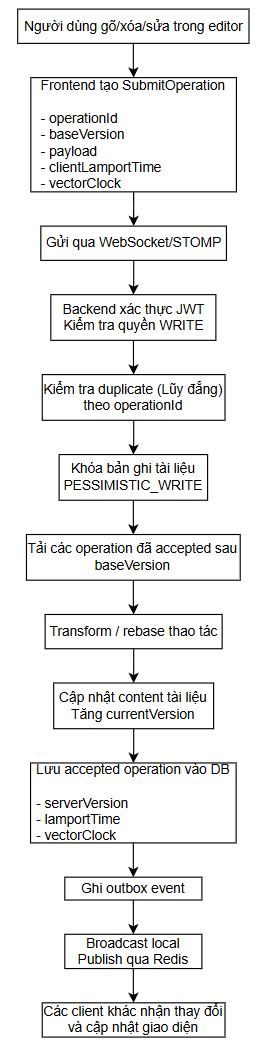 Người dùng gõ/xóa/sửa trong editor
Frontend tạo SubmitOperation
- operationId
- baseVersion
- payload
- clientLamportTime
- vectorClock
Gửi qua WebSocket/STOMP
Backend xác thực JWT
Kiểm tra quyền WRITE
Kiểm tra duplicate (Lũy đẳng)
theo operationId
Khóa bản ghi tài liệu
PESSIMISTIC_WRITE
Tải các operation đã accepted sau
baseVersion
Transform / rebase thao tác
Cập nhật content tài liệu
Tăng currentVersion
Lưu accepted operation vào DB
- serverVersion
- lamportTime
- vectorClock
Ghi outbox event
Broadcast local
Publish qua Redis
Các client khác nhận thay đổi
và cập nhật giao diện